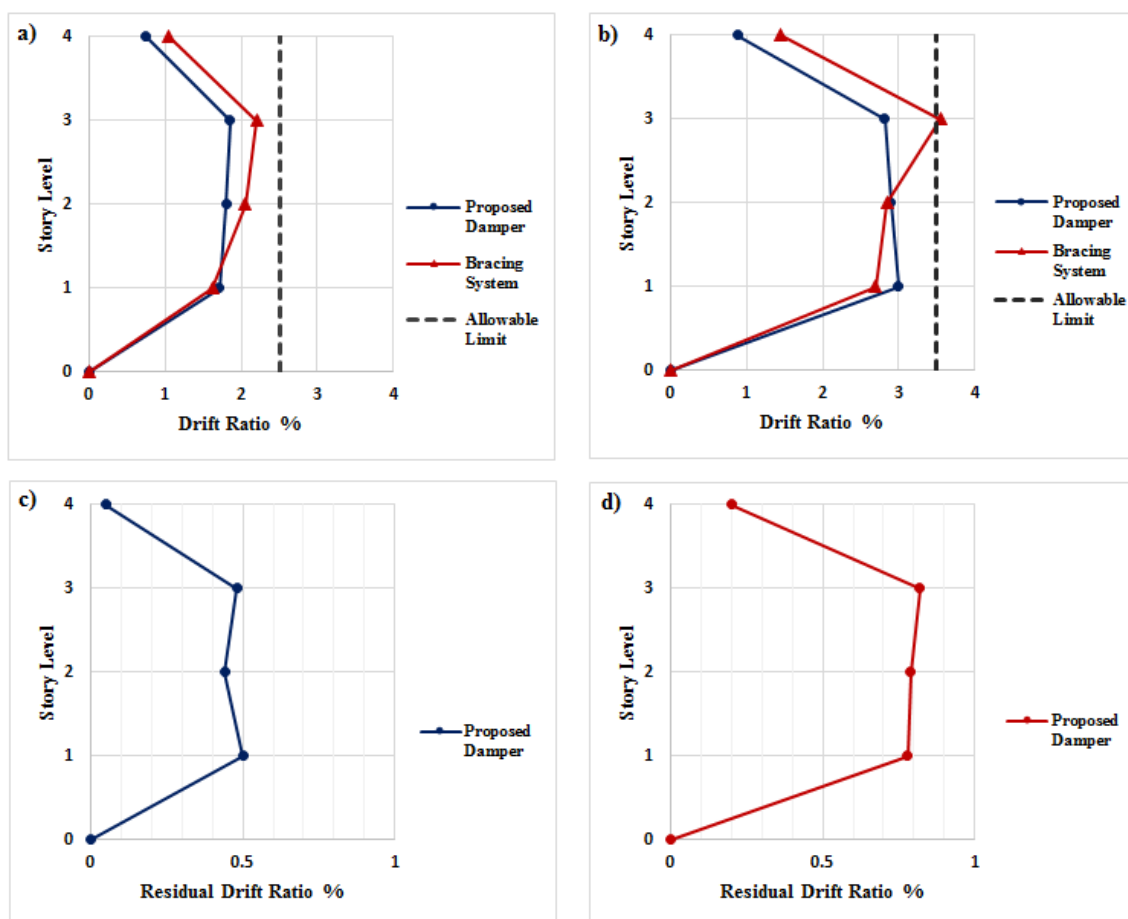 a)
4
3
2
1
0
Story Level
0 1 2 3 4
Drift Ratio %
Proposed
Damper
Bracing
System
Allowable
Limit
b)
4
3
2
1
0
Story Level
0 1 2 3 4
Drift Ratio %
Proposed
Damper
Bracing
System
Allowable
Limit
c)
4
3
2
1
0
Story Level
0 0.5 1
Residual Drift Ratio %
Proposed
Damper
d)
4
3
2
1
0
Story Level
0 0.5 1
Residual Drift Ratio %
Proposed
Damper